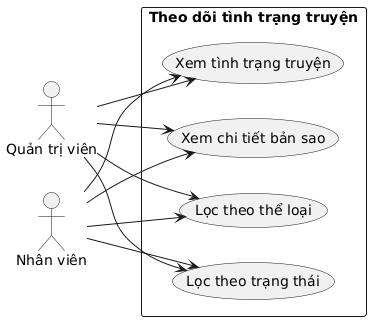 Theo dõi tình trạng truyện
Xem tình trạng truyện
Quản trị viên
Xem chi tiết bản sao
Lọc theo thể loại
Nhân viên
Lọc theo trạng thái